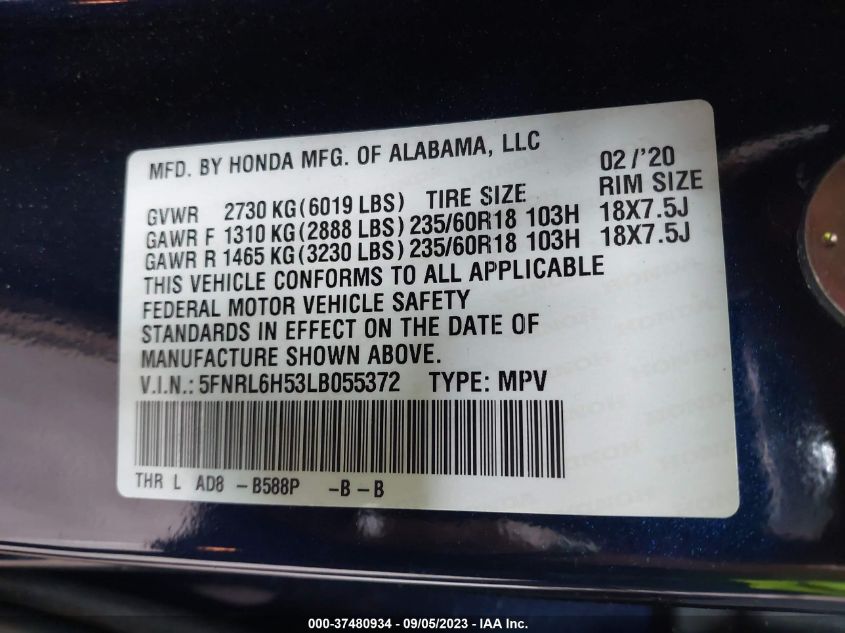 MFD. BY HONDA MFG. OF ALABAMA, LLC 02/'20
GVWR 2730 KG(6019 LBS) TIRE SIZE RIM SIZE
GAWR F 1310 KG(2888 LBS) 235/60R18 103H 18X7.5J
GAWR R 1465 KG(3230 LBS) 235/60R18 103H 18X7.5J
THIS VEHICLE CONFORMS TO ALL APPLICABLE
FEDERAL MOTOR VEHICLE SAFETY
STANDARDS IN EFFECT ON THE DATE OF
MANUFACTURE SHOWN ABOVE.
V.I.N.: 5FNRL6H53LB055372 TYPE: MPV
THR L AD8 - B588P -B - B
000-37480934 - 09/05/2023 - IAA Inc.